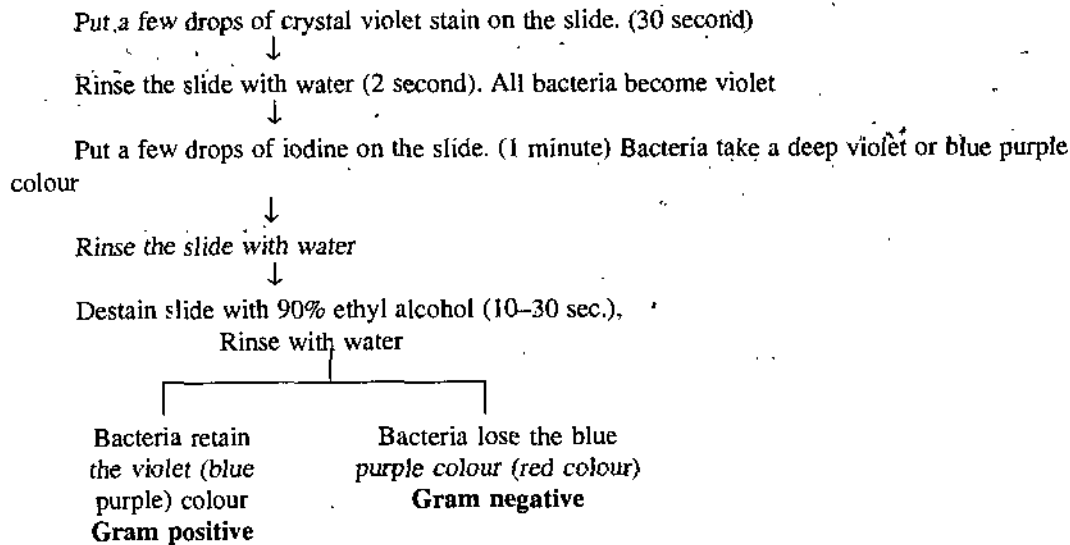 Put a few drops of crystal violet stain on the slide. (30 second)
↓
Rinse the slide with water (2 second). All bacteria become violet
↓
Put a few drops of iodine on the slide. (1 minute) Bacteria take a deep violet or blue purple
colour
↓
Rinse the slide with water
↓
Destain slide with 90% ethyl alcohol (10–30 sec.),
Rinse with water
Bacteria retain
the violet (blue
purple) colour
Gram positive
Bacteria lose the blue
purple colour (red colour)
Gram negative